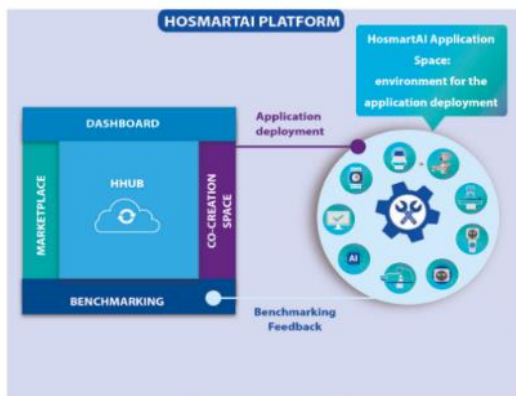 HOSMARTAI PLATFORM
HosmartAI Application
Space:
environment for the
application deployment
Application
deployment
DASHBOARD
MARKETPLACE
HHUB
CO-CREATION
SPACE
AI
BENCHMARKING
Benchmarking
Feedback